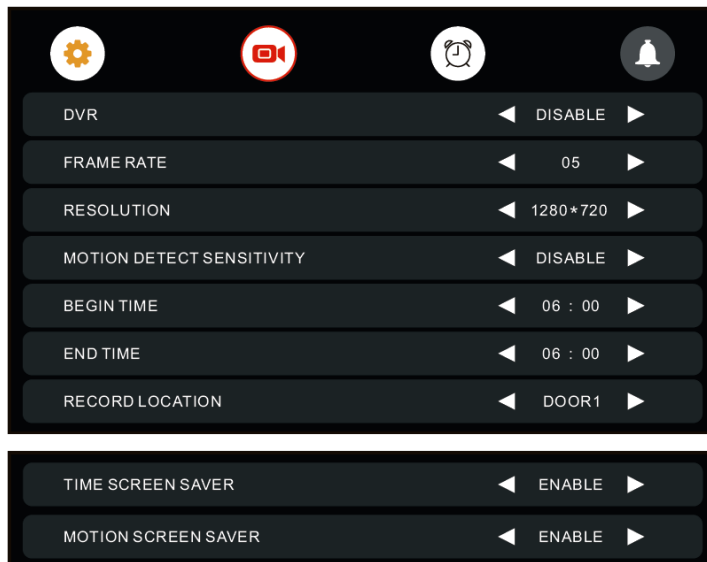 DVR DISABLE
FRAME RATE 05
RESOLUTION 1280*720
MOTION DETECT SENSITIVITY DISABLE
BEGIN TIME 06 : 00
END TIME 06 : 00
RECORD LOCATION DOOR1
TIME SCREEN SAVER ENABLE
MOTION SCREEN SAVER ENABLE